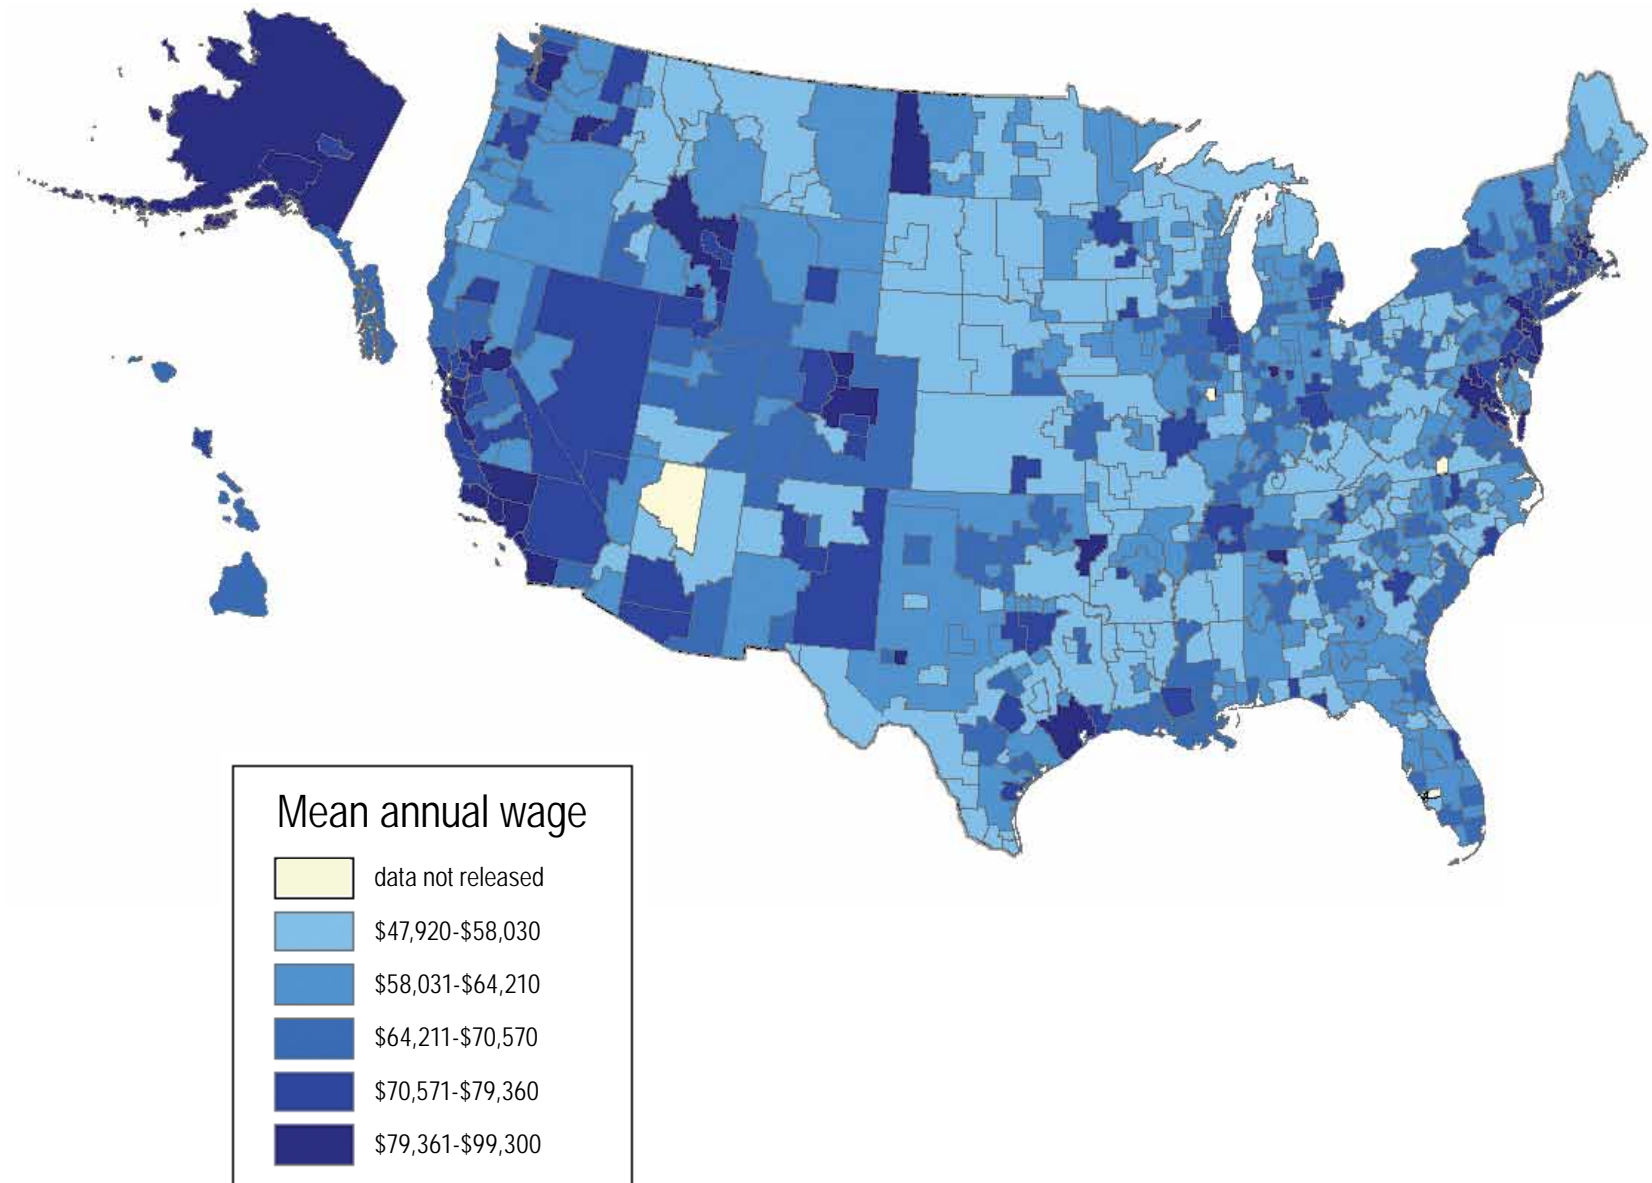 Mean annual wage
data not released
$47,920-$58,030
$58,031-$64,210
$64,211-$70,570
$70,571-$79,360
$79,361-$99,300